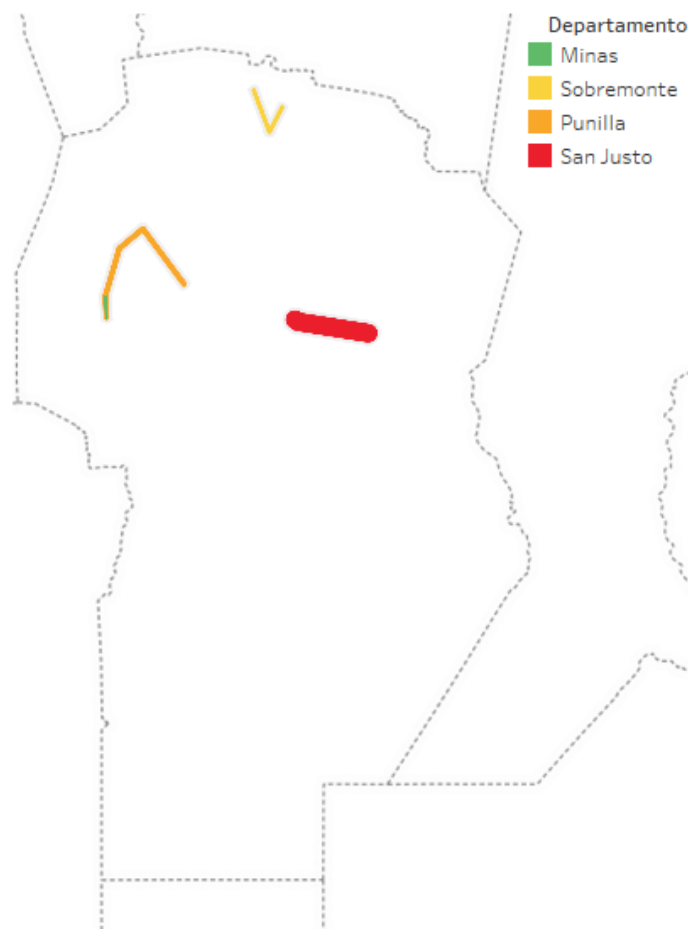 Departamento
Minas
Sobremonte
Punilla
San Justo